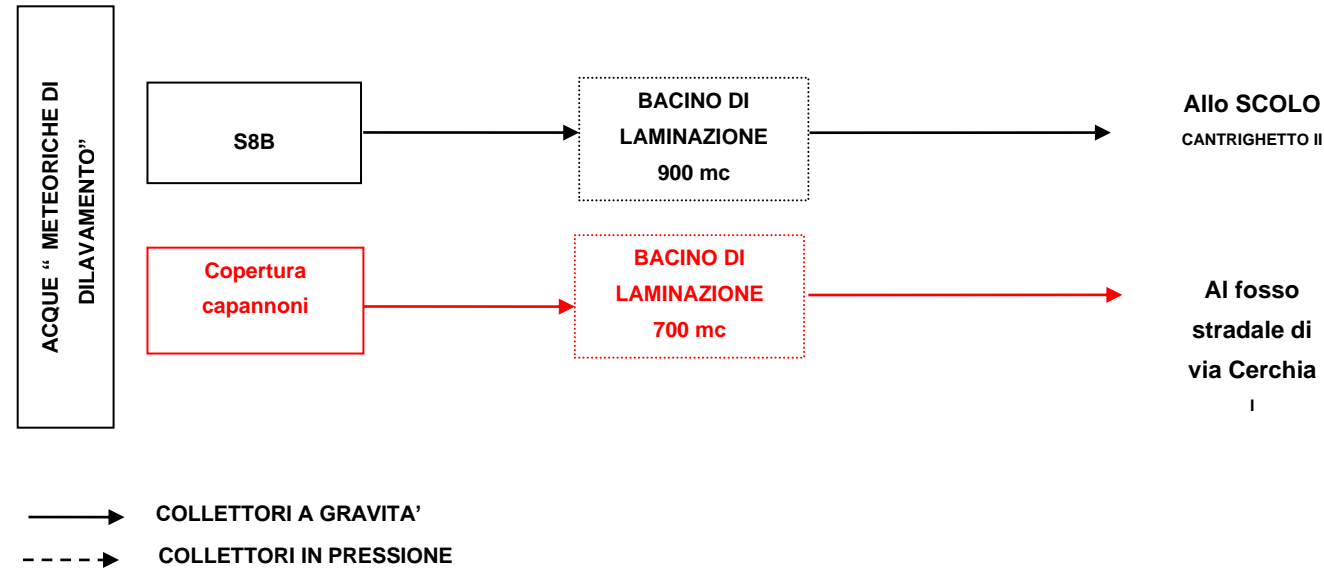 ACQUE “ METEORICHE DI
DILAVAMENTO”
S8B
BACINO DI
LAMINAZIONE
900 mc
Allo SCOLO
CANTRIGHETTO II
Copertura
capannoni
BACINO DI
LAMINAZIONE
700 mc
Al fosso
stradale di
via Cerchia
I
COLLETTORI A GRAVITA’
COLLETTORI IN PRESSIONE